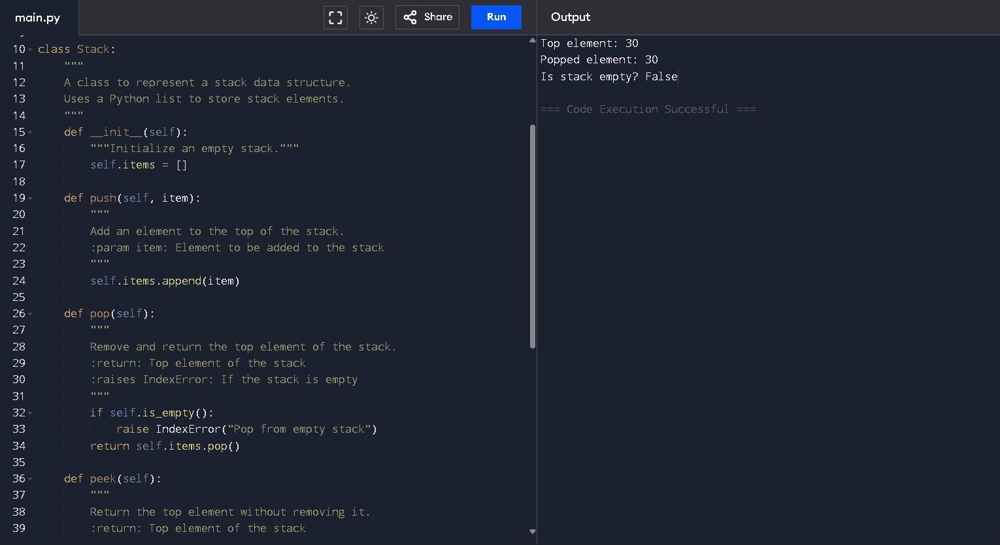 main.py
Share
Run
Output
10 class Stack:
11     """
12     A class to represent a stack data structure.
13     Uses a Python list to store stack elements.
14     """
15     def __init__(self):
16         """Initialize an empty stack."""
17         self.items = []
18
19     def push(self, item):
20         """
21         Add an element to the top of the stack.
22         :param item: Element to be added to the stack
23         """
24         self.items.append(item)
25
26     def pop(self):
27         """
28         Remove and return the top element of the stack.
29         :return: Top element of the stack
30         :raises IndexError: If the stack is empty
31         """
32         if self.is_empty():
33             raise IndexError("Pop from empty stack")
34         return self.items.pop()
35
36     def peek(self):
37         """
38         Return the top element without removing it.
39         :return: Top element of the stack
Top element: 30
Popped element: 30
Is stack empty? False
=== Code Execution Successful ===